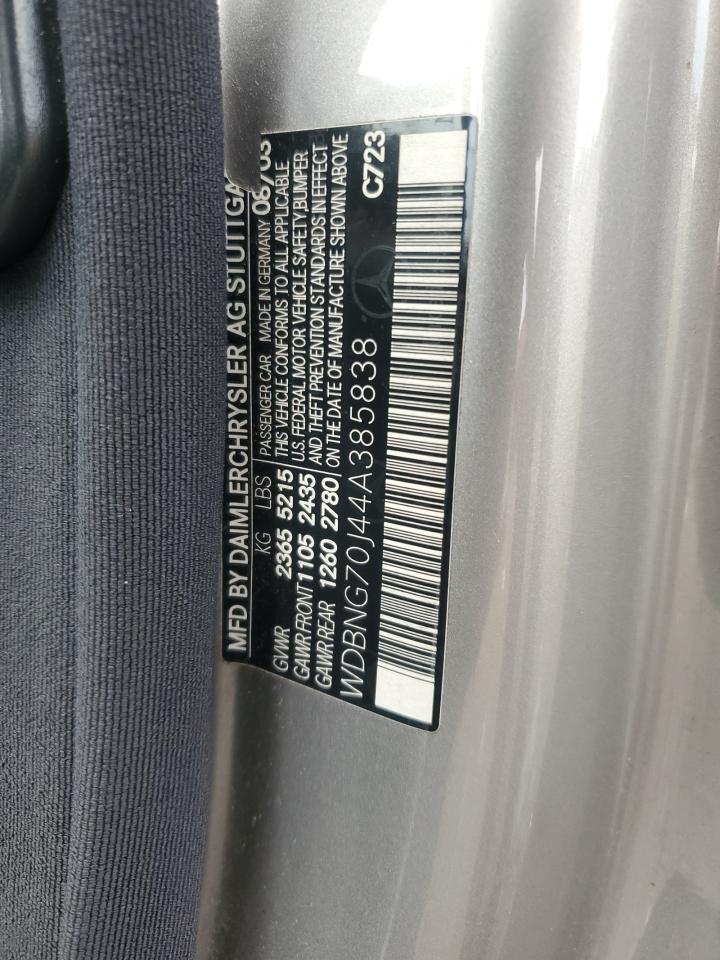 MFD BY DAIMLERCHRYSLER AG STUTTGA
KG LBS
GVWR 2365 5215
GAWR FRONT 1105 2435
GAWR REAR 1260 2780
PASSENGER CAR MADE IN GERMANY 08/03
THIS VEHICLE CONFORMS TO ALL APPLICABLE
U.S. FEDERAL MOTOR VEHICLE SAFETY BUMPER
AND THEFT PREVENTION STANDARDS IN EFFECT
ON THE DATE OF MANUFACTURE SHOWN ABOVE
WDBNG70J44A385838
C723